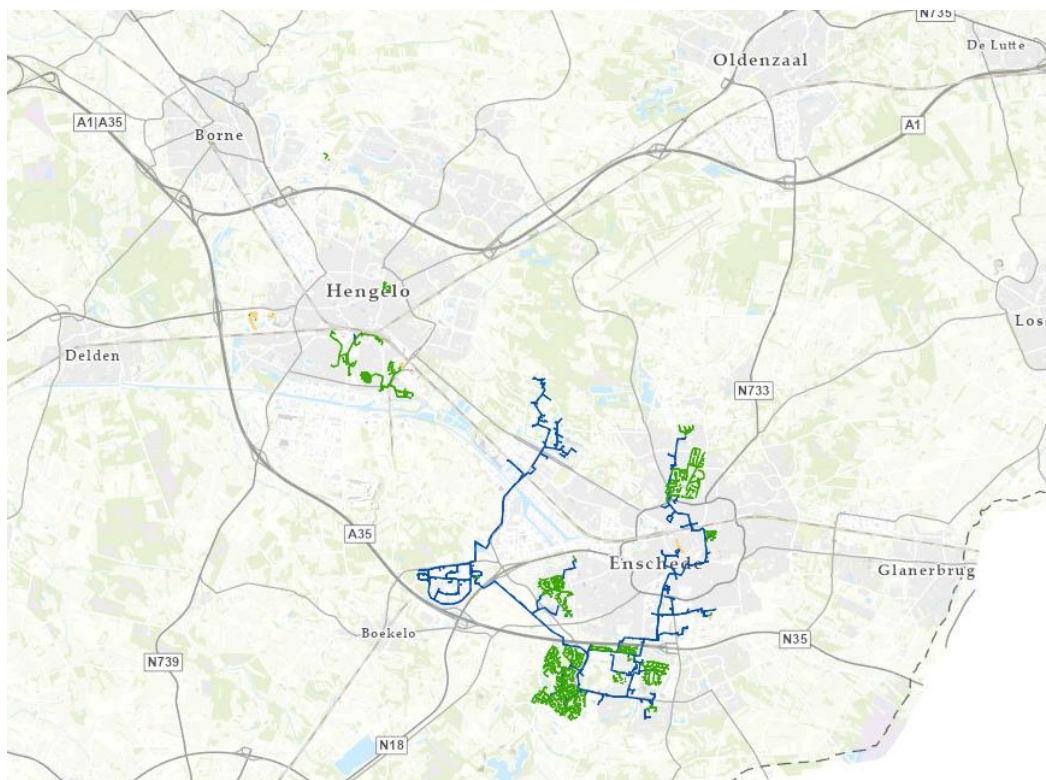 N735
De Lutte
Oldenzaal
A1|A35
Borne
A1
Hengelo
Los
Delden
N733
A35
Enschede
Glanerbrug
Boekelo
N35
N739
N18